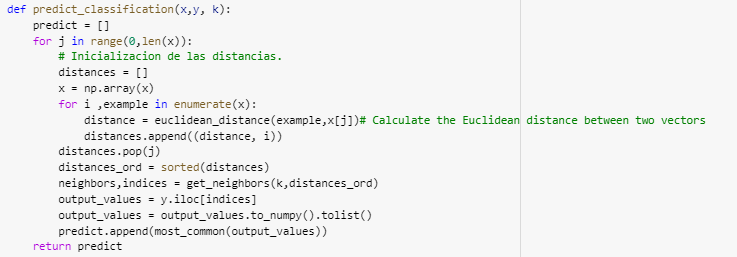 def predict_classification(x,y, k):
    predict = []
    for j in range(0,len(x)):
        # Inicializacion de las distancias.
        distances = []
        x = np.array(x)
        for i ,example in enumerate(x):
            distance = euclidean_distance(example,x[j])# Calculate the Euclidean distance between two vectors
            distances.append((distance, i))
        distances.pop(j)
        distances_ord = sorted(distances)
        neighbors,indices = get_neighbors(k,distances_ord)
        output_values = y.iloc[indices]
        output_values = output_values.to_numpy().tolist()
        predict.append(most_common(output_values))
    return predict